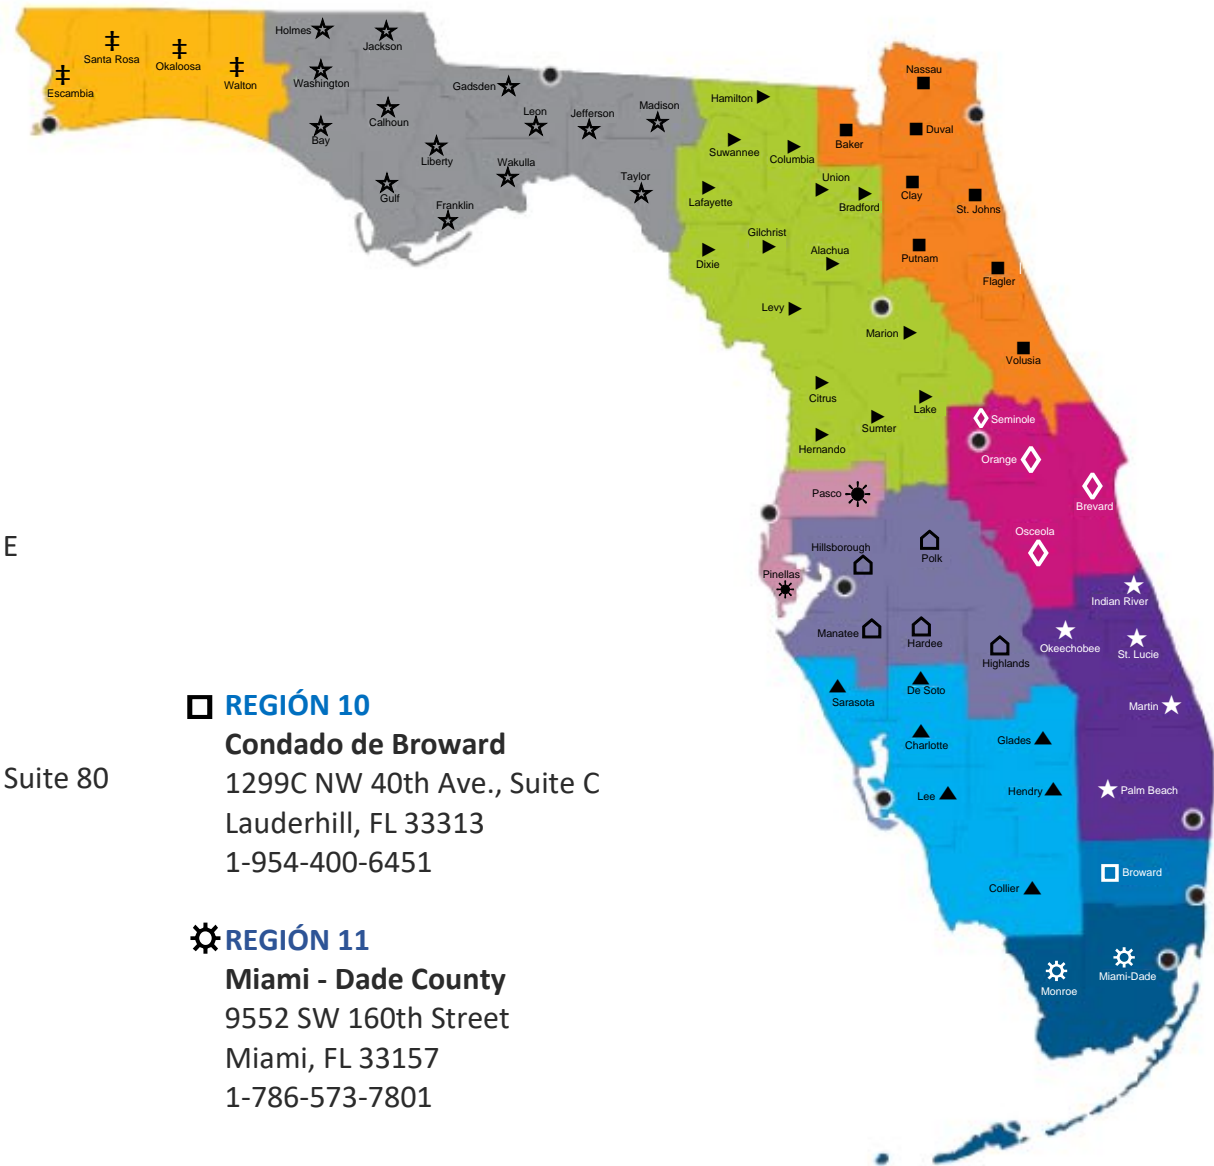 Holmes
Jackson
Santa Rosa
Okaloosa
Walton
Escambia
Washington
Gadsden
Calhoun
Bay
Leon
Jefferson
Madison
Liberty
Wakulla
Gulf
Franklin
Taylor
Hamilton
Suwannee
Columbia
Baker
Nassau
Duval
Union
Lafayette
Bradford
Clay
St. Johns
Gilchrist
Dixie
Alachua
Putnam
Flagler
Levy
Marion
Volusia
Citrus
Lake
Sumter
Hernando
Seminole
Orange
Pasco
Brevard
Osceola
Hillsborough
Polk
Pinellas
Indian River
Manatee
Hardee
Highlands
Okeechobee
St. Lucie
Sarasota
De Soto
Martin
Charlotte
Glades
Lee
Hendry
Palm Beach
Collier
Broward
Monroe
Miami-Dade
E
Suite 80
REGIÓN 10
Condado de Broward
1299C NW 40th Ave., Suite C
Lauderhill, FL 33313
1-954-400-6451
REGIÓN 11
Miami - Dade County
9552 SW 160th Street
Miami, FL 33157
1-786-573-7801